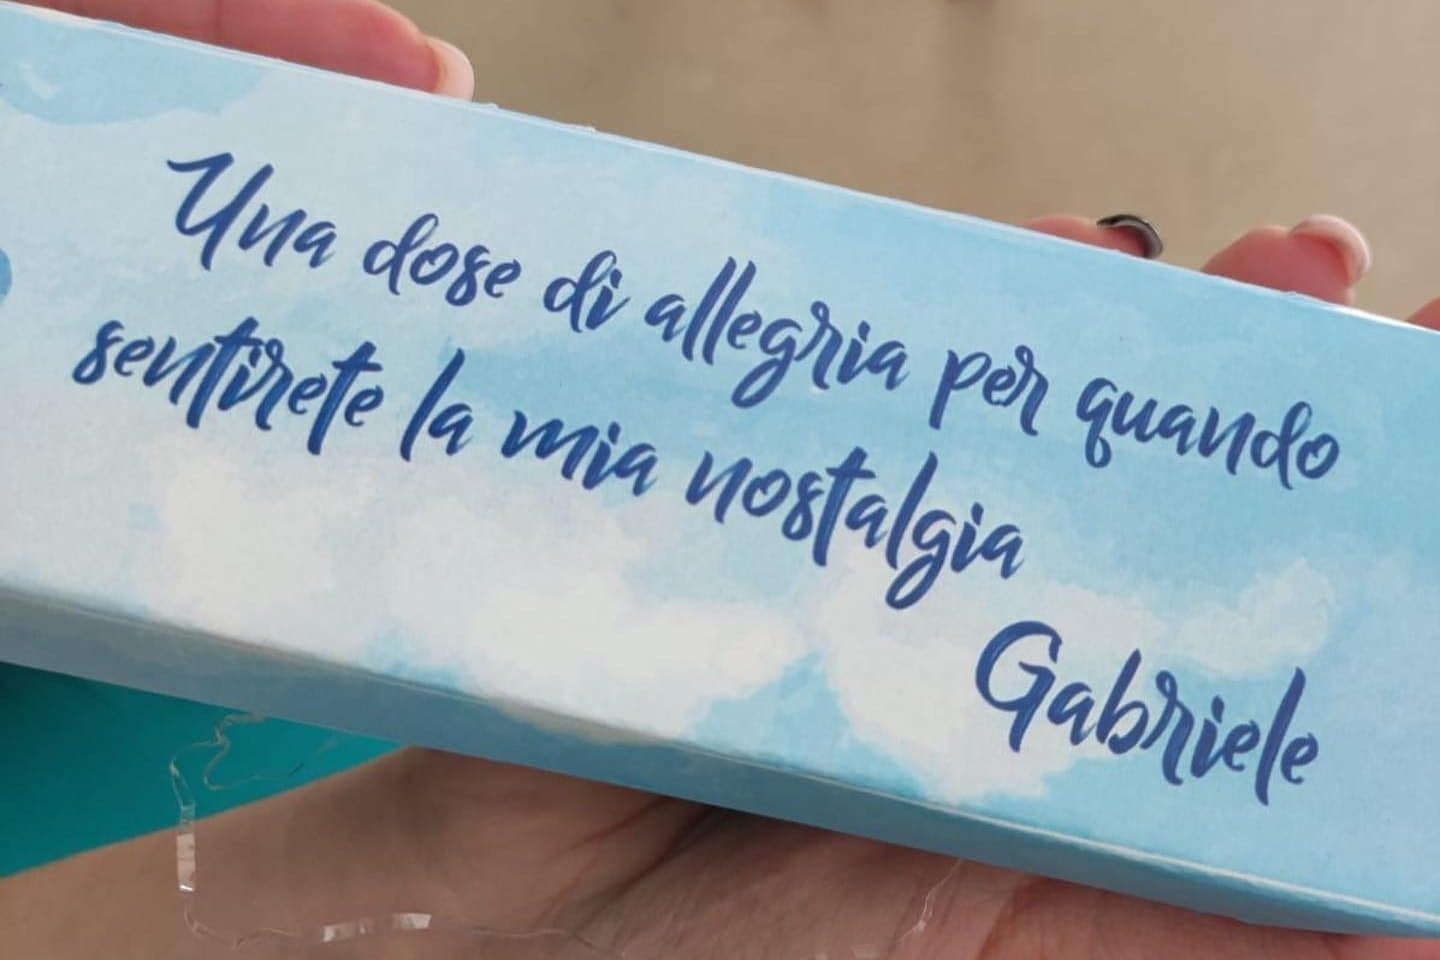 Una dose di allegria per quando
sentirete la mia nostalgia
Gabriele